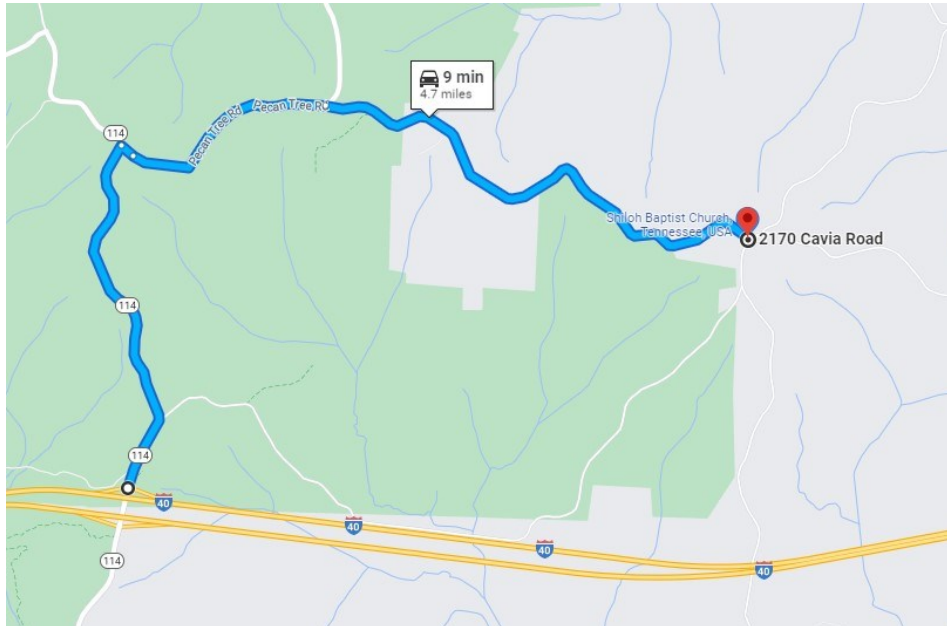 9 min
4.7 miles
Pecan Tree Rd
Pecan Tree Rd
114
Shiloh Baptist Church,
Tennessee, USA
2170 Cavia Road
114
114
40
40
40
114
40